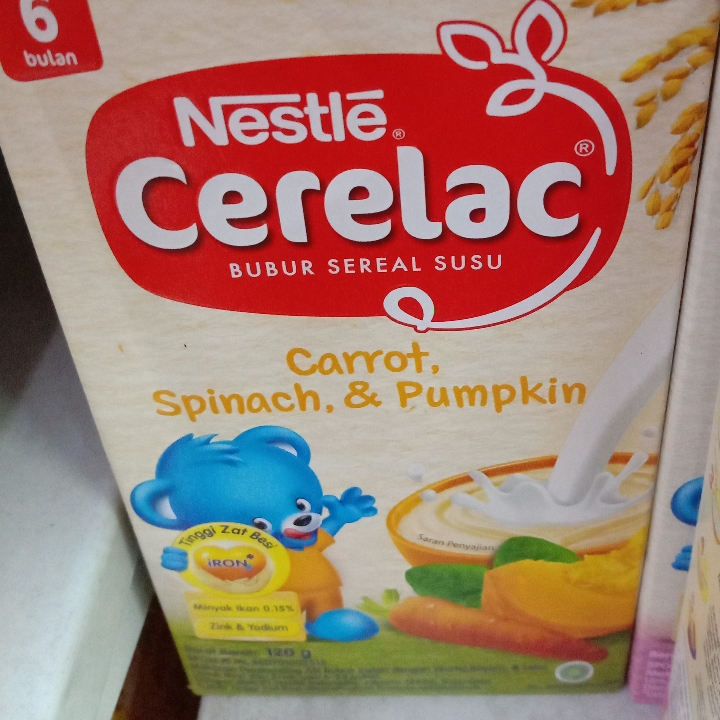 6
bulan
Nestlē®
Cerelac®
BUBUR SEREAL SUSU
Carrot,
Spinach, & Pumpkin
Saran Penyajian
Tinggi Zat Besi
IRON+
Minyak Ikan 0.15%
Zink & Yodium
120 g